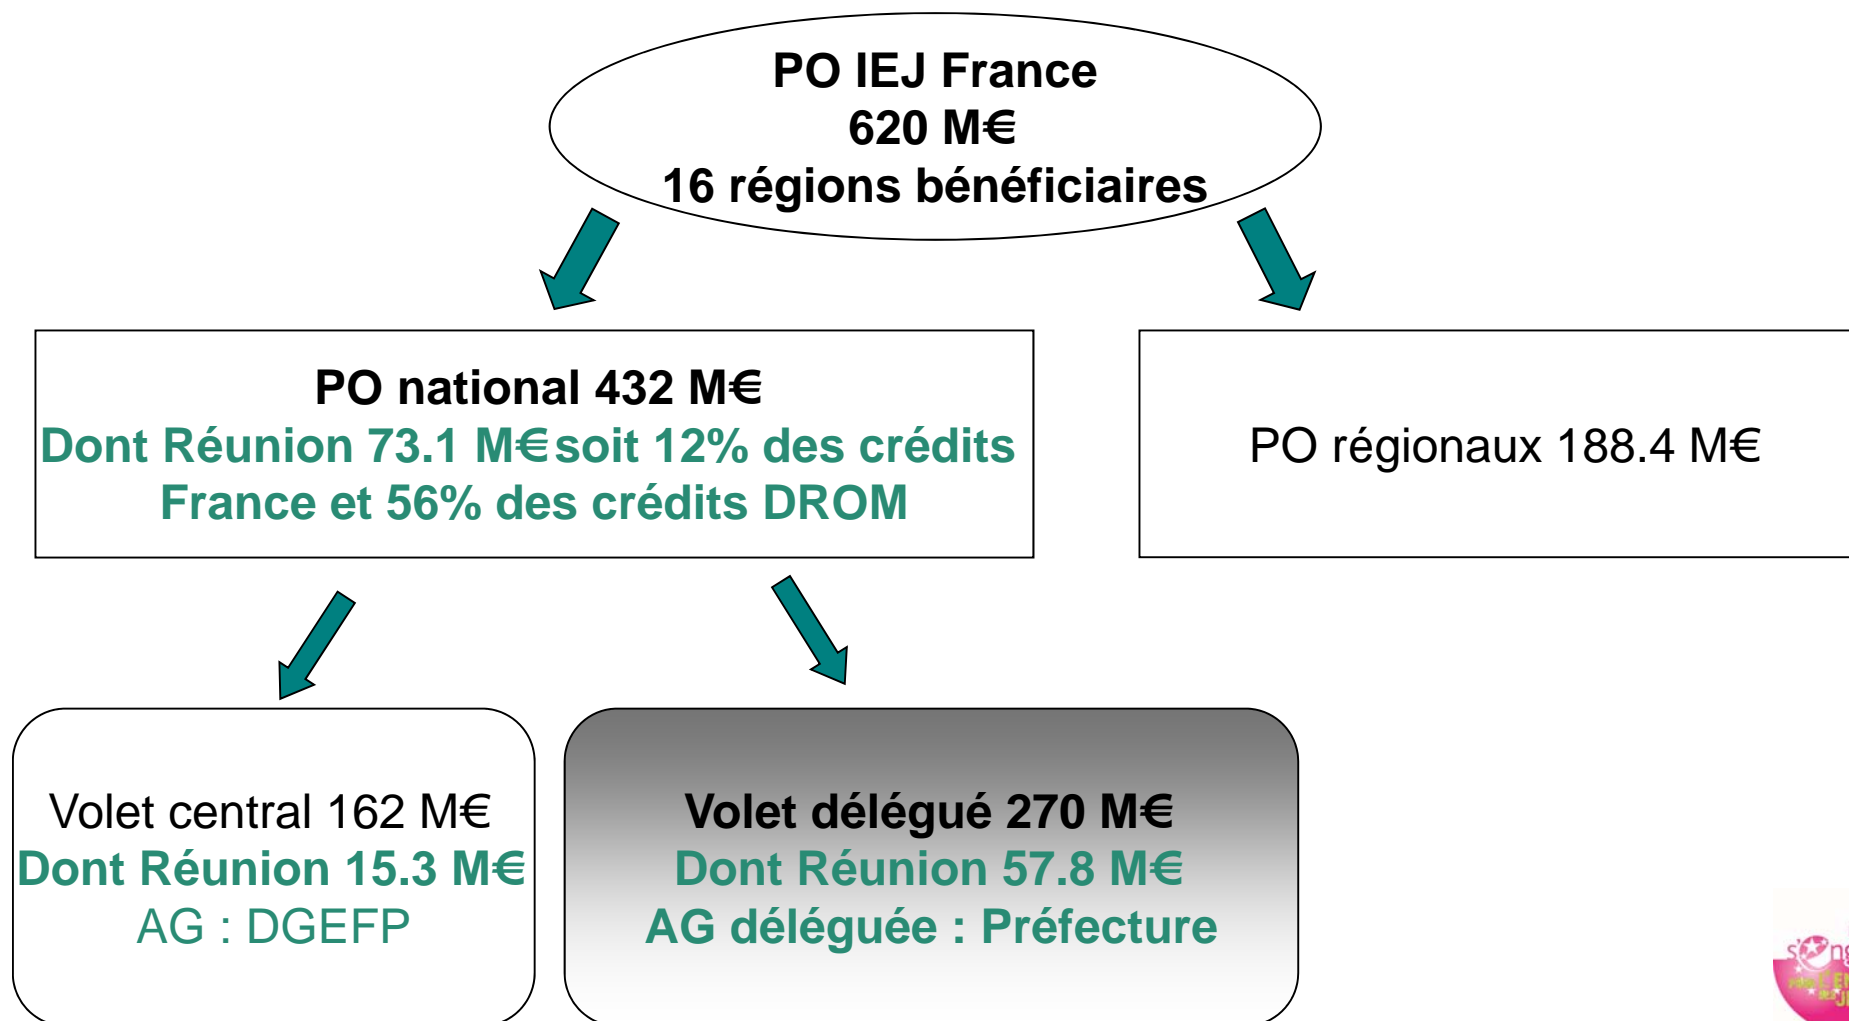 PO IEJ France
620 M€
16 régions bénéficiaires
PO national 432 M€
Dont Réunion 73.1 M€ soit 12% des crédits
France et 56% des crédits DROM
PO régionaux 188.4 M€
Volet central 162 M€
Dont Réunion 15.3 M€
AG : DGEFP
Volet délégué 270 M€
Dont Réunion 57.8 M€
AG déléguée : Préfecture